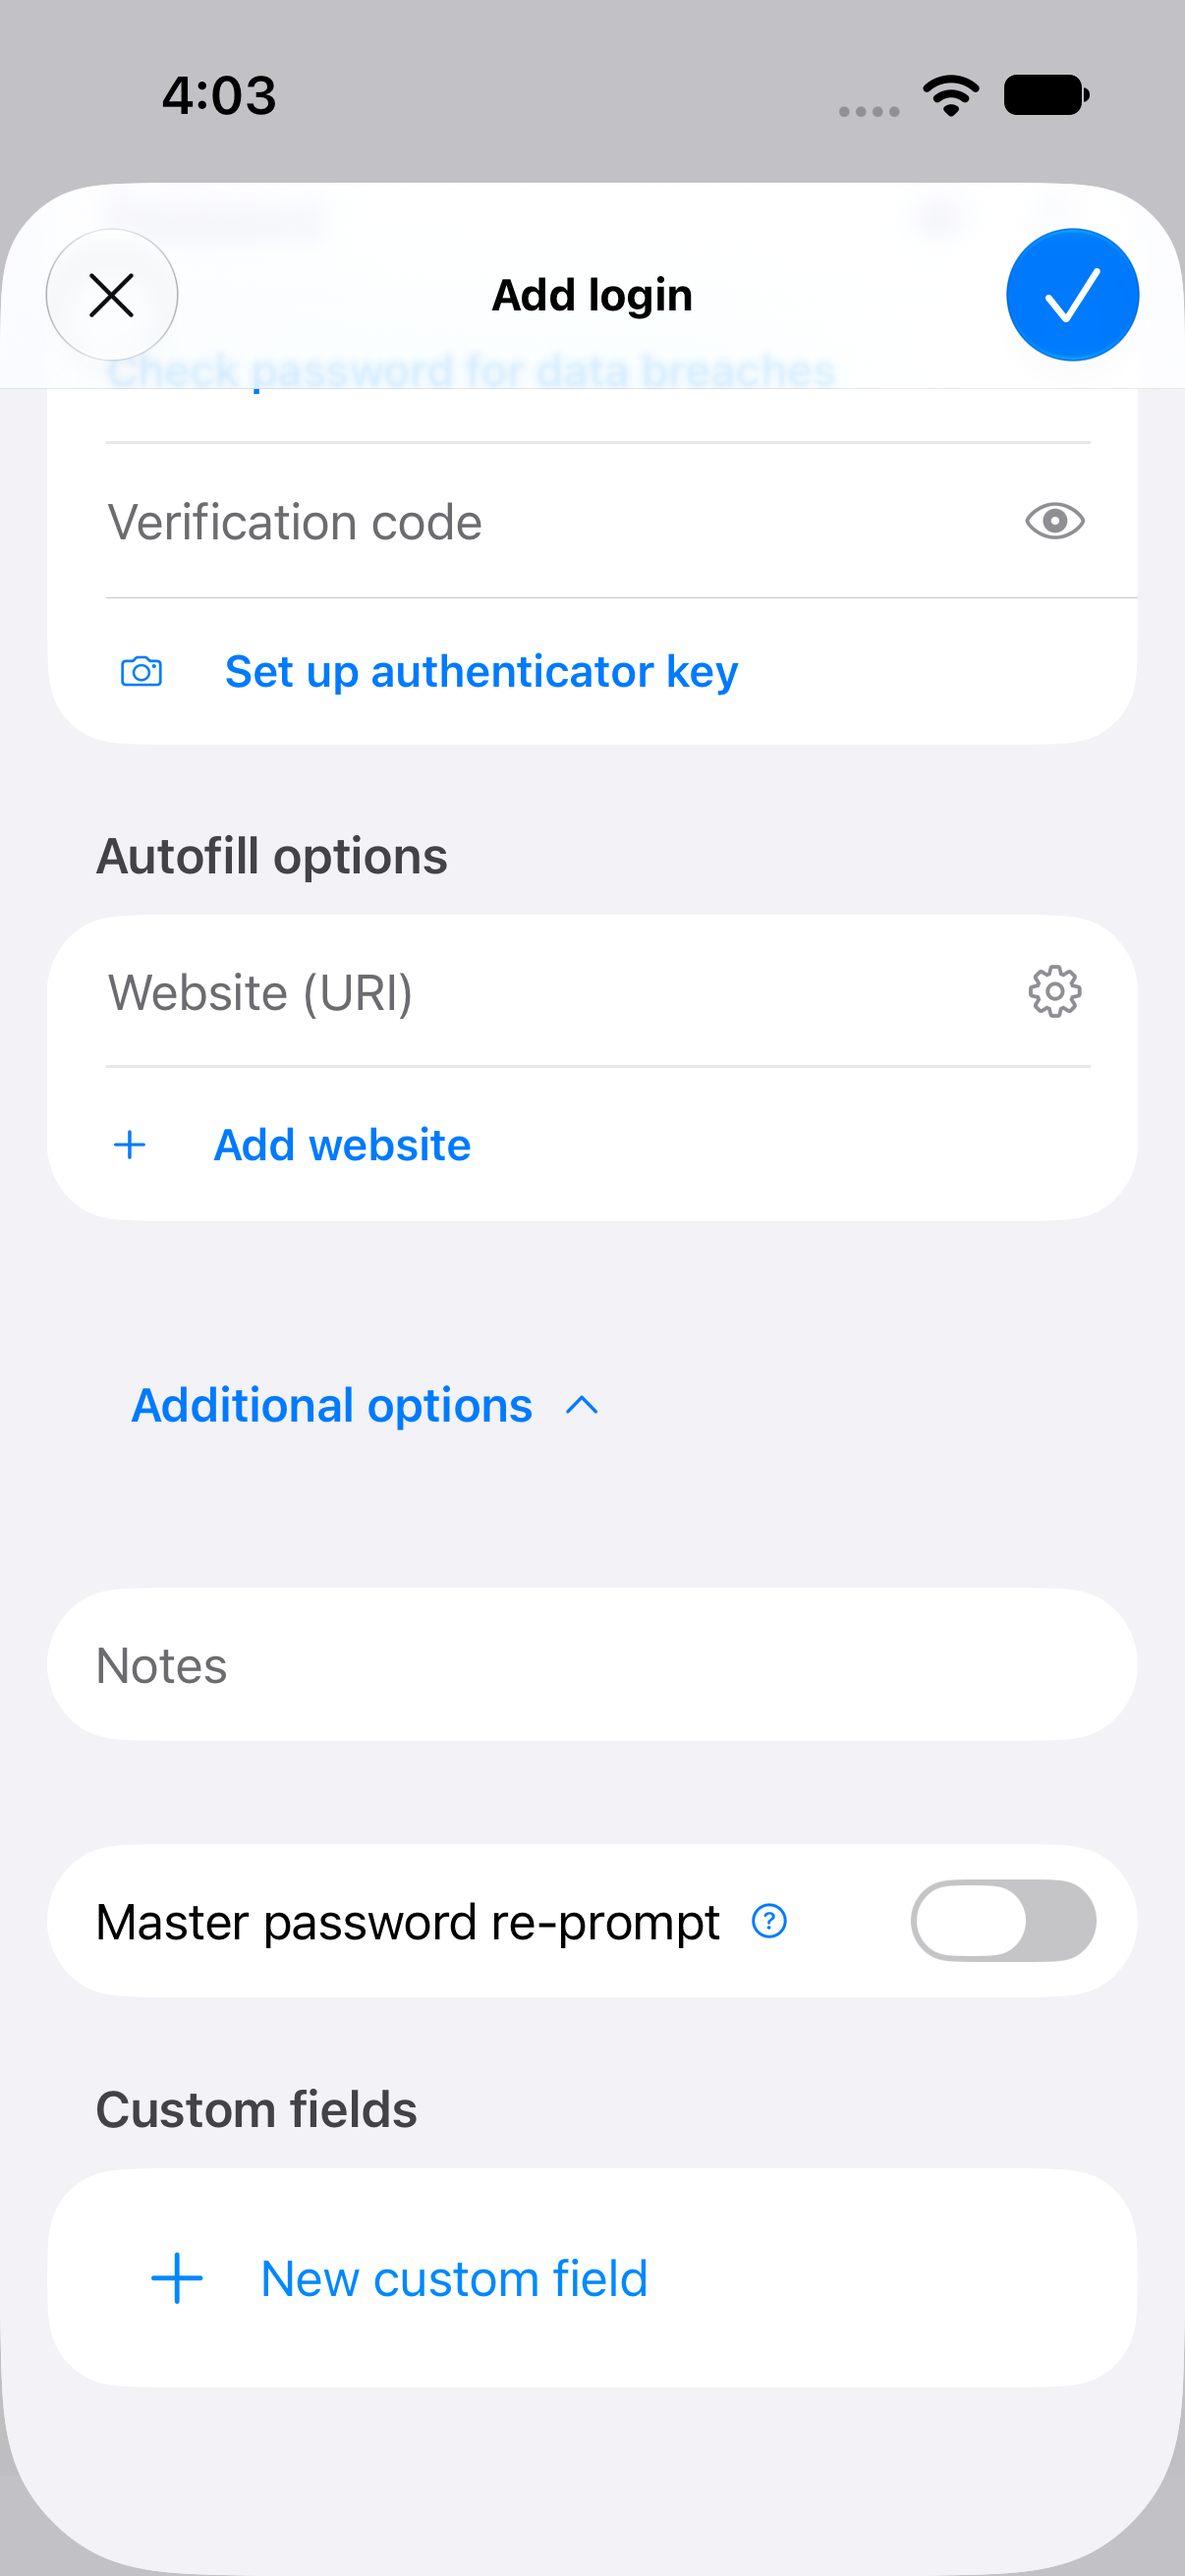 4:03
Add login
Check password for data breaches
Verification code
Set up authenticator key
Autofill options
Website (URI)
Add website
Additional options
Notes
Master password re-prompt ?
Custom fields
New custom field